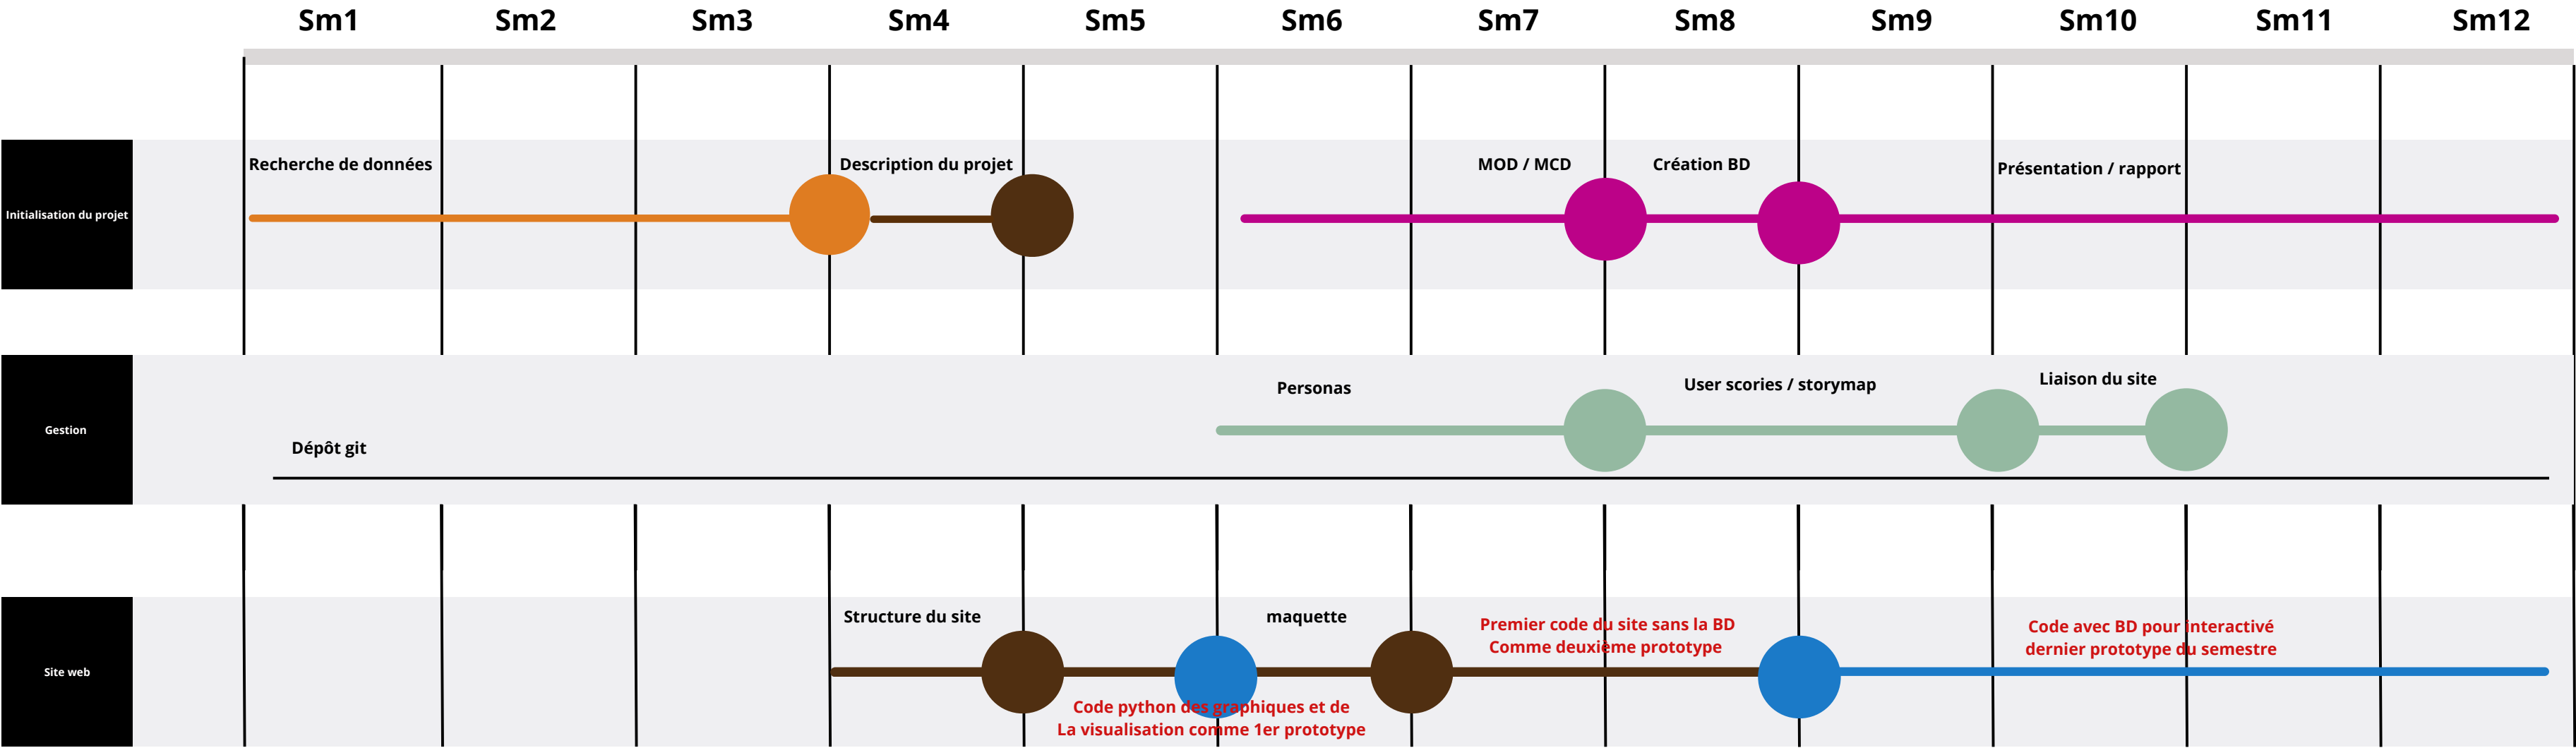 Sm1 Sm2 Sm3 Sm4 Sm5 Sm6 Sm7 Sm8 Sm9 Sm10 Sm11 Sm12
Recherche de données
Description du projet
MOD / MCD
Création BD
Présentation / rapport
Initialisation du projet
Personas
User scories / storymap
Liaison du site
Gestion
Dépôt git
Structure du site
maquette
Premier code du site sans la BD
Comme deuxième prototype
Code avec BD pour interactivé
dernier prototype du semestre
Site web
Code python des graphiques et de
La visualisation comme 1er prototype